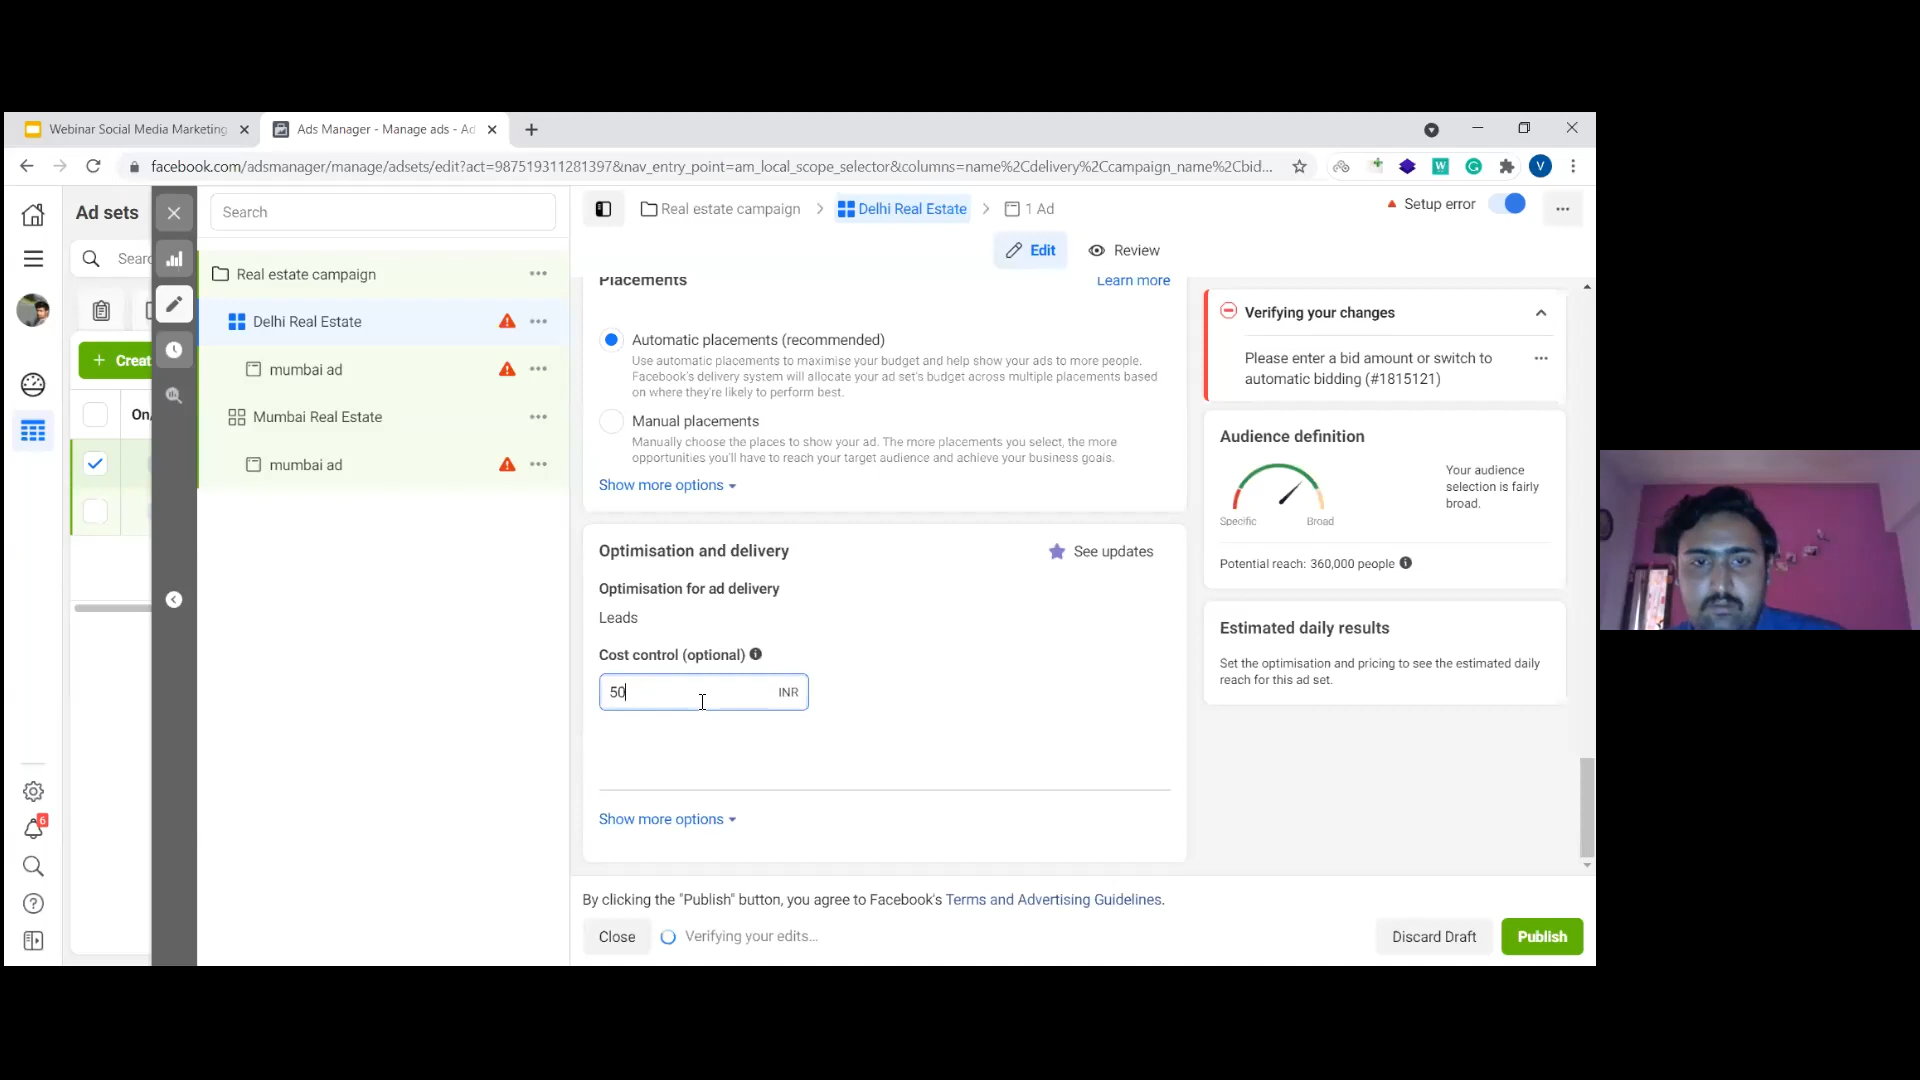 Webinar Social Media Marketing
Ads Manager - Manage ads - Ad
facebook.com/adsmanager/manage/adsets/edit?act=987519311281397&nav_entry_point=am_local_scope_selector&columns=name%2Cdelivery%2Ccampaign_name%2Cbid...
W
V
Ad sets
Search
Real estate campaign
Delhi Real Estate
1 Ad
Setup error
Edit
Review
Sear
Creat
On/
6
Real estate campaign
Delhi Real Estate
mumbai ad
Mumbai Real Estate
mumbai ad
Placements
Learn more
Automatic placements (recommended)
Use automatic placements to maximise your budget and help show your ads to more people.
Facebook's delivery system will allocate your ad set's budget across multiple placements based
on where they're likely to perform best.
Manual placements
Manually choose the places to show your ad. The more placements you select, the more
opportunities you'll have to reach your target audience and achieve your business goals.
Show more options
Optimisation and delivery
See updates
Optimisation for ad delivery
Leads
Cost control (optional)
50
INR
Show more options
Verifying your changes
Please enter a bid amount or switch to
automatic bidding (#1815121)
Audience definition
Your audience
selection is fairly
broad.
Specific
Broad
Potential reach: 360,000 people
Estimated daily results
Set the optimisation and pricing to see the estimated daily
reach for this ad set.
By clicking the "Publish" button, you agree to Facebook's Terms and Advertising Guidelines.
Close
Verifying your edits...
Discard Draft
Publish